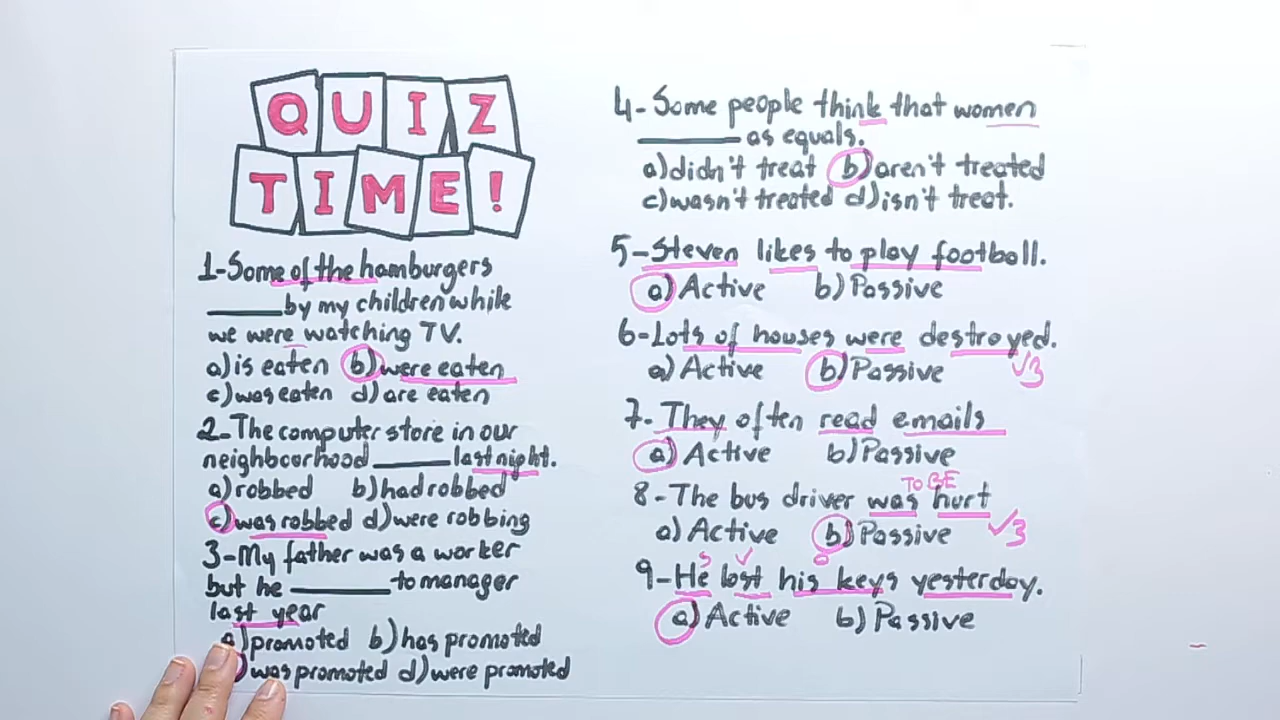 QUIZ
TIME!
1-Some of the hamburgers
______ by my children while
we were watching TV.
a) is eaten b) were eaten
c) was eaten d) are eaten
2-The computer store in our
neighborhood ______ last night.
a) robbed b) had robbed
c) was robbed d) were robbing
3-My father was a worker
but he ______ to manager
last year
a) promoted b) has promoted
) was promoted d) were promoted
4-Some people think that women
______ as equals.
a) didn't treat b) aren't treated
c) wasn't treated d) isn't treat.
5-Steven likes to play football.
a) Active b) Passive
6-Lots of houses were destroyed.
√3
a) Active b) Passive
7- They often read emails
a) Active b) Passive
TO BE
8-The bus driver was hurt
a) Active b) Passive √3
S V O
9-He lost his keys yesterday.
a) Active b) Passive